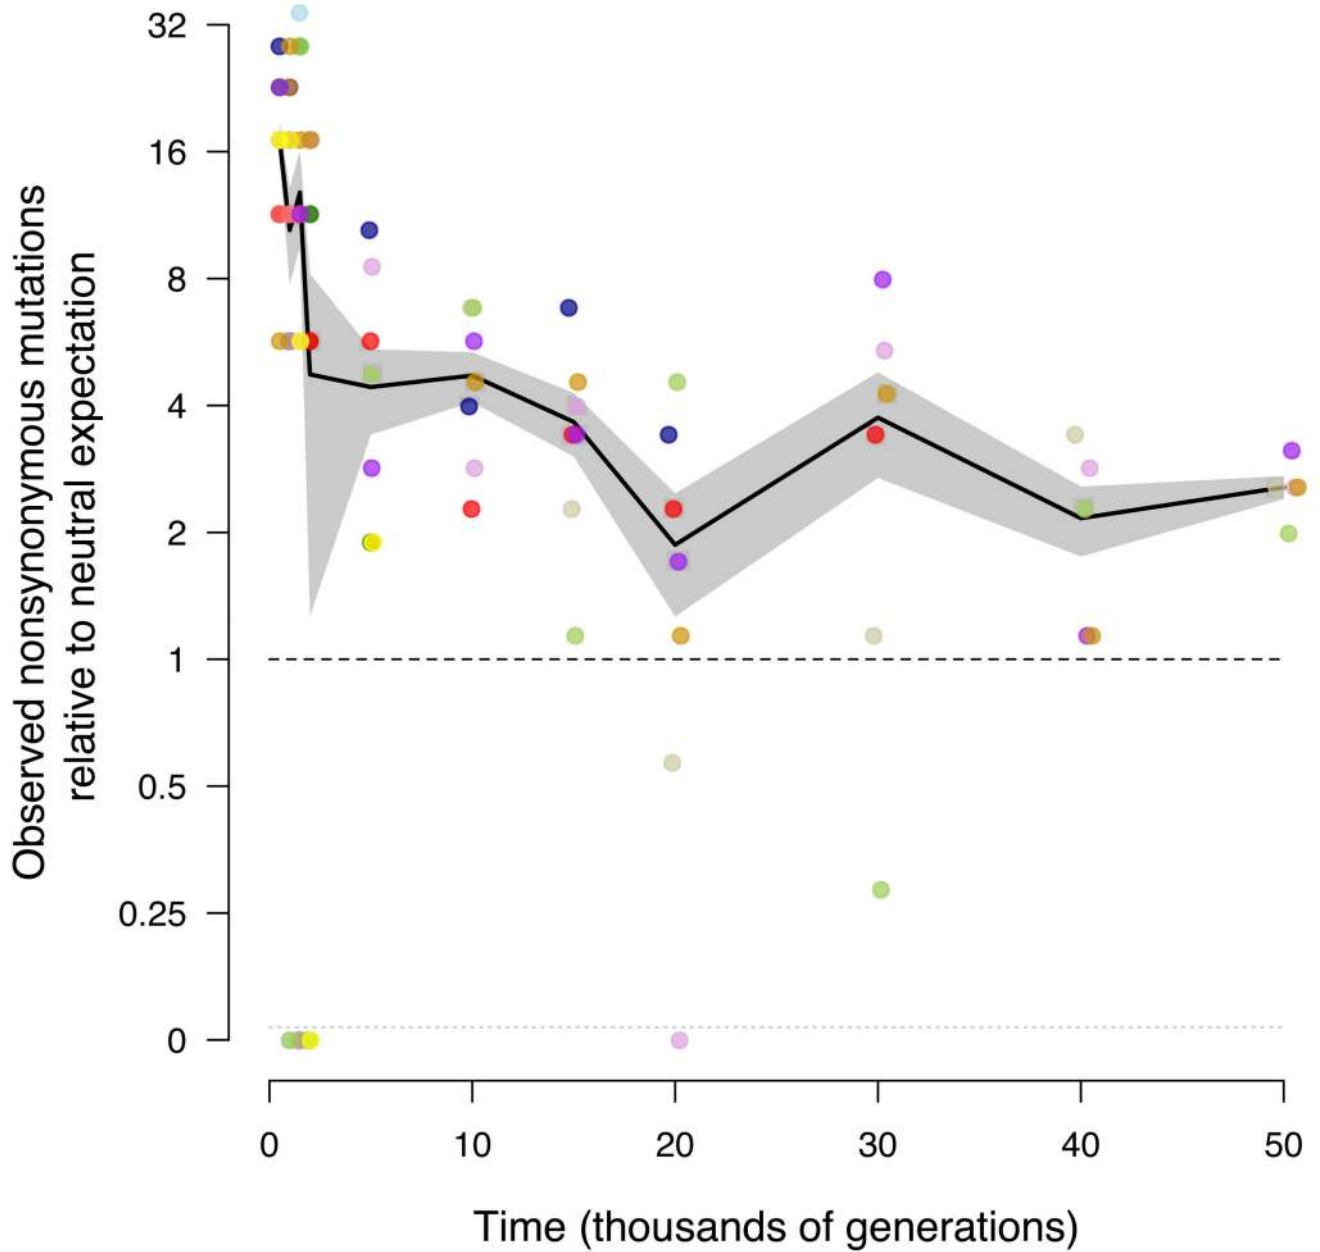 Observed nonsynonymous mutations
relative to neutral expectation
32
16
8
4
2
1
0.5
0.25
0
0 10 20 30 40 50
Time (thousands of generations)